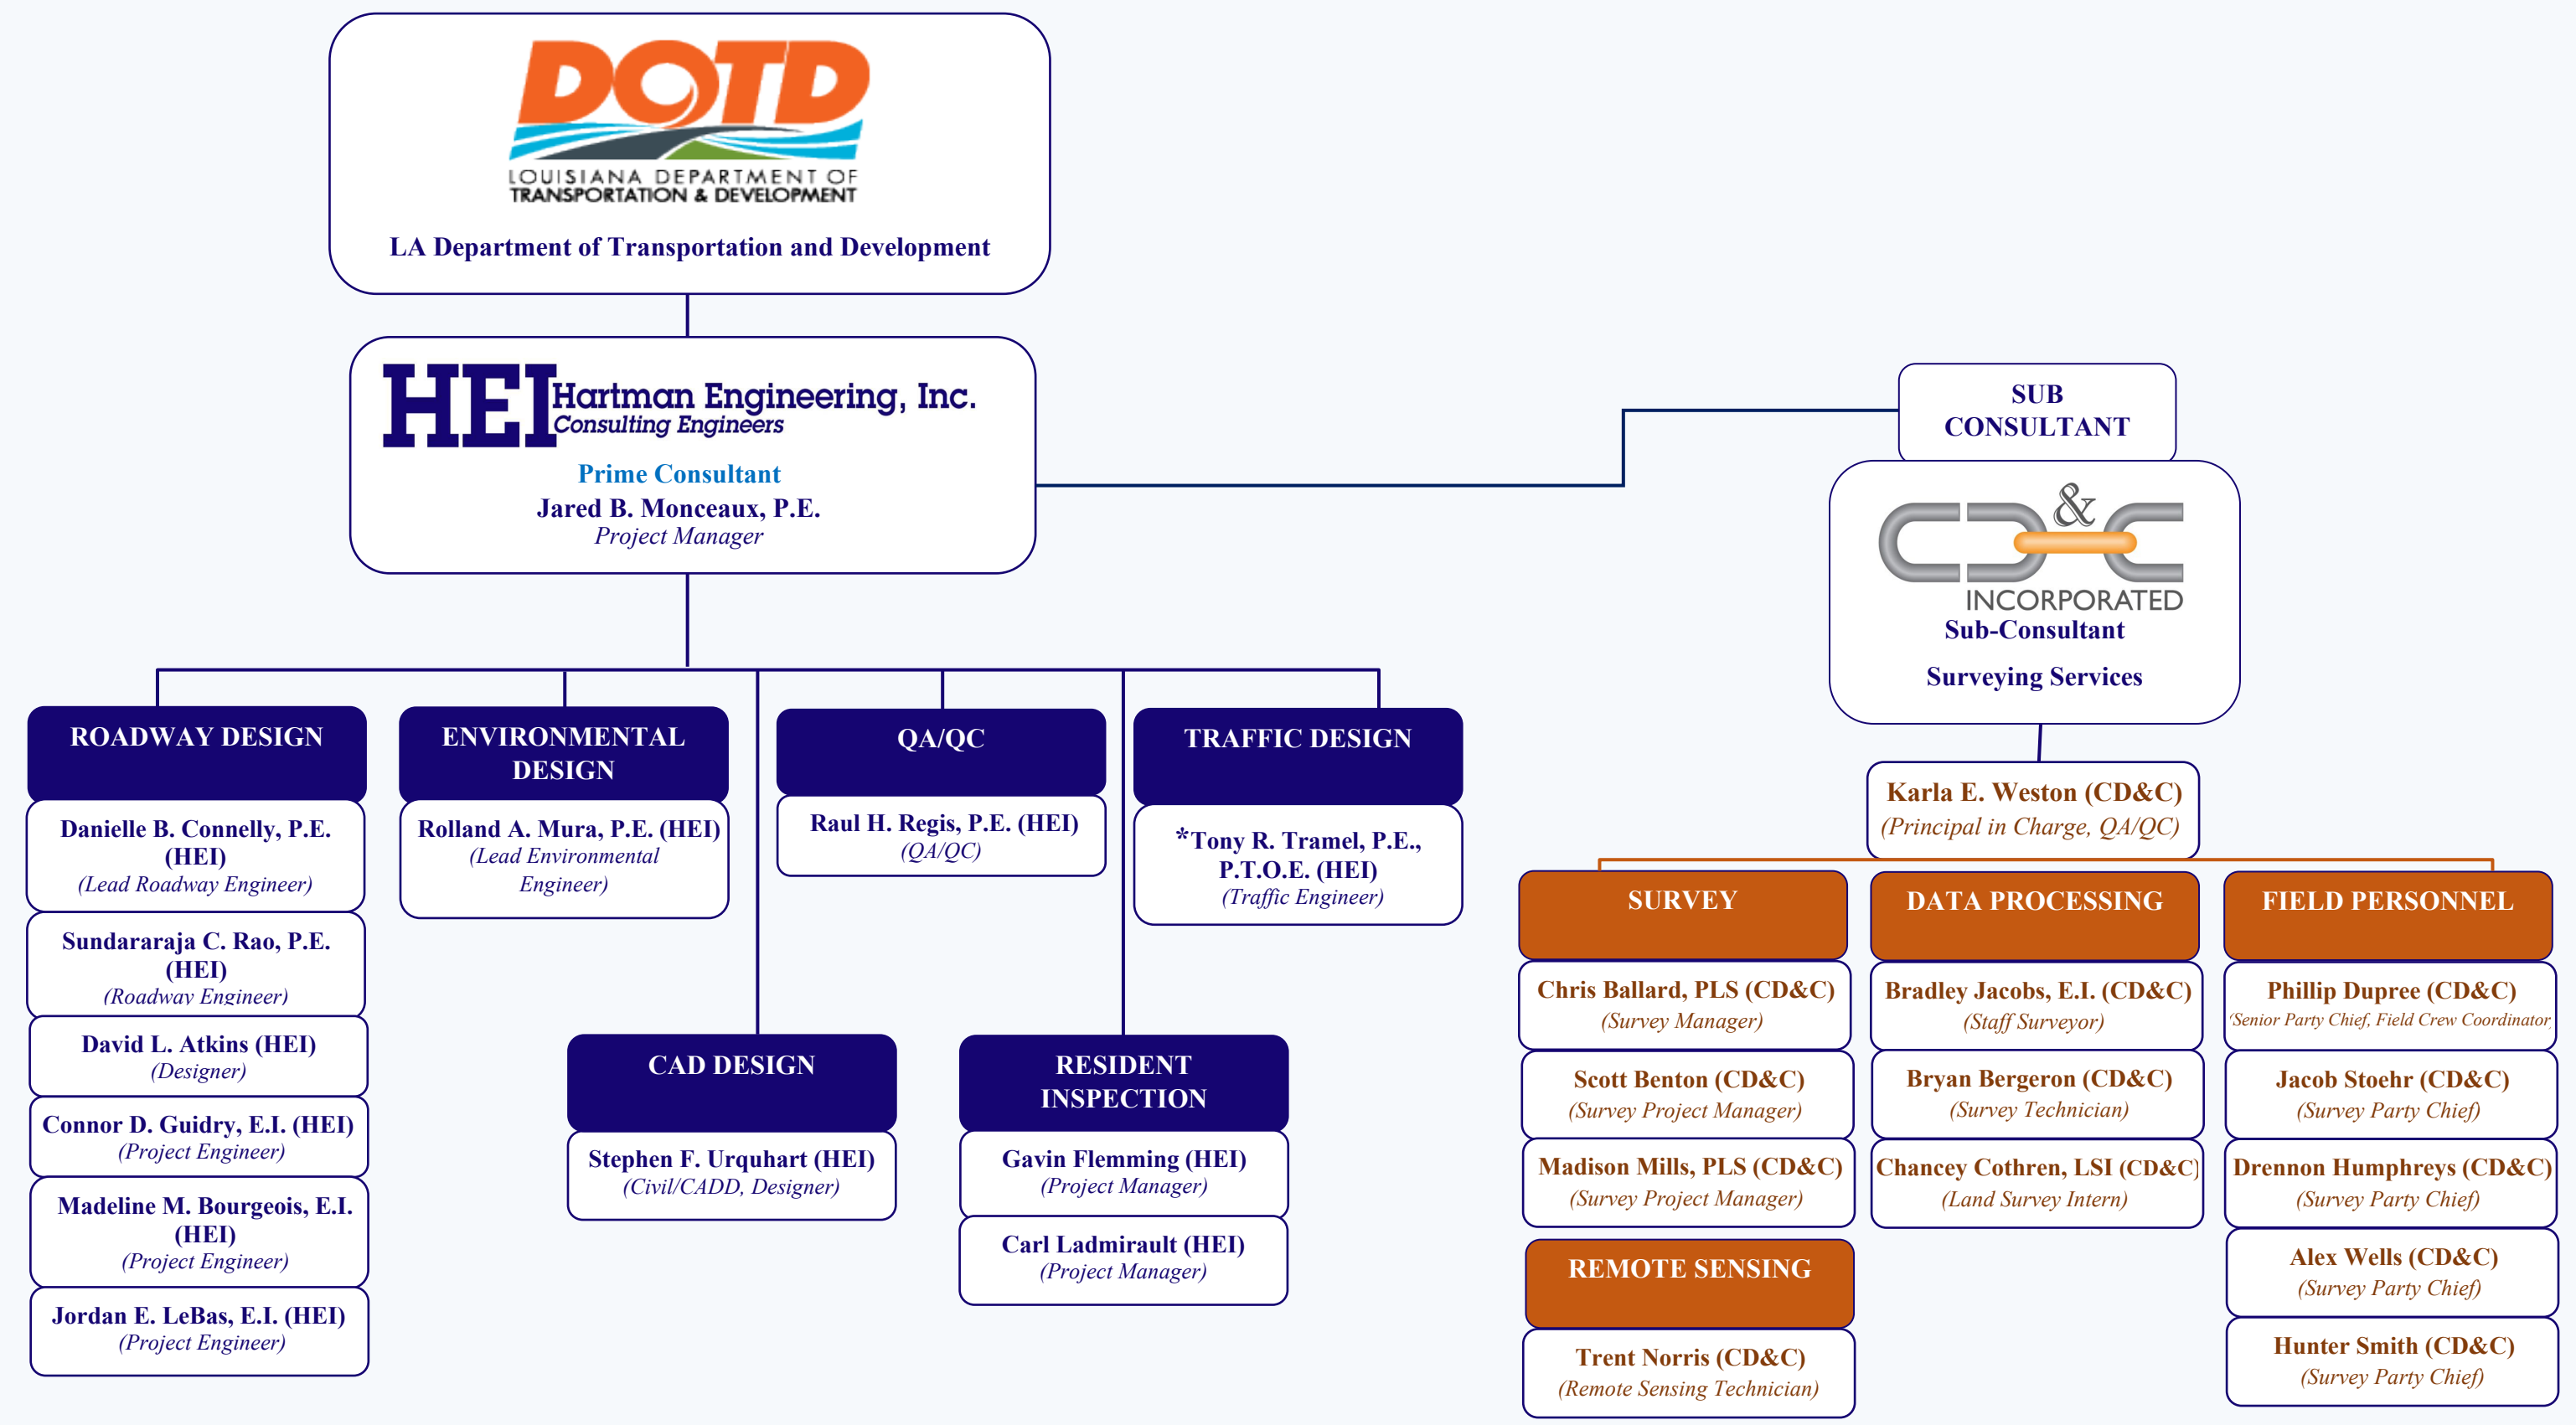 DOTD
LOUISIANA DEPARTMENT OF
TRANSPORTATION & DEVELOPMENT
LA Department of Transportation and Development
HEI Hartman Engineering, Inc.
Consulting Engineers
Prime Consultant
Jared B. Monceaux, P.E.
Project Manager
SUB
CONSULTANT
CD&C
INCORPORATED
Sub-Consultant
Surveying Services
ROADWAY DESIGN
Danielle B. Connelly, P.E.
(HEI)
(Lead Roadway Engineer)
Sundararaja C. Rao, P.E.
(HEI)
(Roadway Engineer)
David L. Atkins (HEI)
(Designer)
Connor D. Guidry, E.I. (HEI)
(Project Engineer)
Madeline M. Bourgeois, E.I.
(HEI)
(Project Engineer)
Jordan E. LeBas, E.I. (HEI)
(Project Engineer)
ENVIRONMENTAL
DESIGN
Rolland A. Mura, P.E. (HEI)
(Lead Environmental
Engineer)
CAD DESIGN
Stephen F. Urquhart (HEI)
(Civil/CADD, Designer)
QA/QC
Raul H. Regis, P.E. (HEI)
(QA/QC)
RESIDENT
INSPECTION
Gavin Flemming (HEI)
(Project Manager)
Carl Ladmirault (HEI)
(Project Manager)
TRAFFIC DESIGN
*Tony R. Tramel, P.E.,
P.T.O.E. (HEI)
(Traffic Engineer)
Karla E. Weston (CD&C)
(Principal in Charge, QA/QC)
SURVEY
Chris Ballard, PLS (CD&C)
(Survey Manager)
Scott Benton (CD&C)
(Survey Project Manager)
Madison Mills, PLS (CD&C)
(Survey Project Manager)
REMOTE SENSING
Trent Norris (CD&C)
(Remote Sensing Technician)
DATA PROCESSING
Bradley Jacobs, E.I. (CD&C)
(Staff Surveyor)
Bryan Bergeron (CD&C)
(Survey Technician)
Chancey Cothren, LSI (CD&C)
(Land Survey Intern)
FIELD PERSONNEL
Phillip Dupree (CD&C)
(Senior Party Chief, Field Crew Coordinator)
Jacob Stoehr (CD&C)
(Survey Party Chief)
Drennon Humphreys (CD&C)
(Survey Party Chief)
Alex Wells (CD&C)
(Survey Party Chief)
Hunter Smith (CD&C)
(Survey Party Chief)